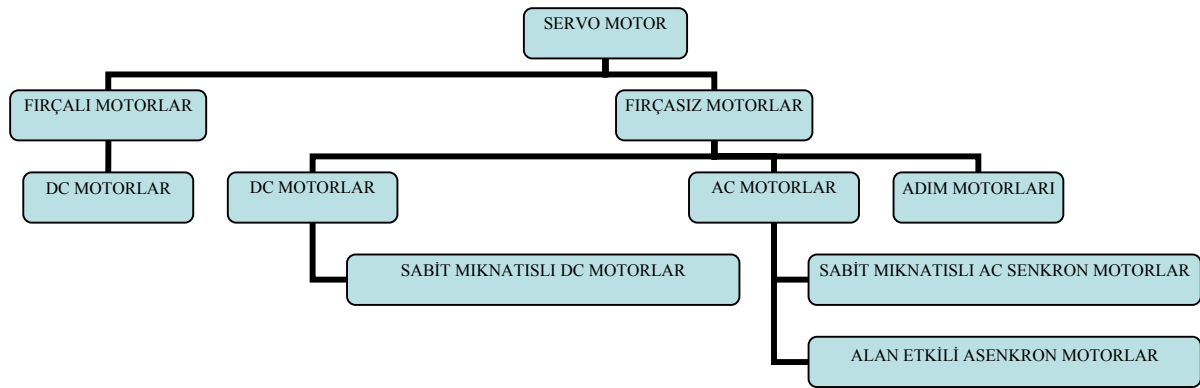 SERVO MOTOR
FIRÇALI MOTORLAR
FIRÇASIZ MOTORLAR
DC MOTORLAR
DC MOTORLAR
AC MOTORLAR
ADIM MOTORLARI
SABİT MIKNATISLI DC MOTORLAR
SABİT MIKNATISLI AC SENKRON MOTORLAR
ALAN ETKİLİ ASENKRON MOTORLAR